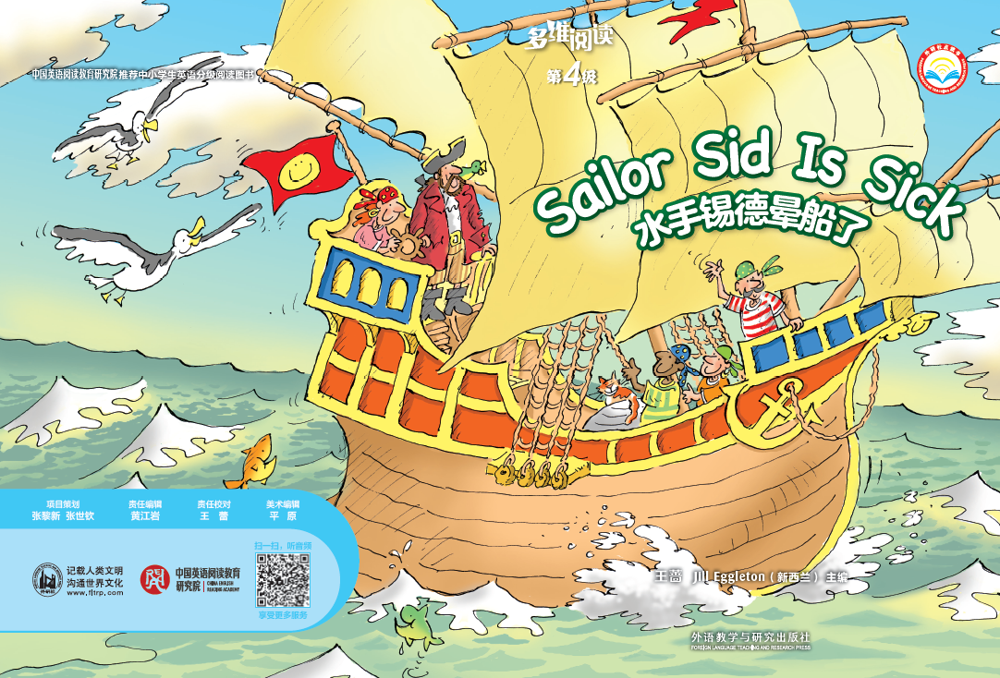 中国英语阅读教育研究院推荐中小学生英语分级阅读图书
多维阅读
第4级
Sailor Sid Is Sick
水手锡德晕船了
项目策划
张黎新 张世钦
责任编辑
黄江岩
责任校对
王 蔷
美术编辑
平 原
扫一扫，听音频
享受更多服务
记载人类文明
沟通世界文化
www.fltrp.com
中国英语阅读教育
研究院
CHINA ENGLISH
READING ACADEMY
王蔷 Jill Eggleton（新西兰） 主编
外语教学与研究出版社
FOREIGN LANGUAGE TEACHING AND RESEARCH PRESS